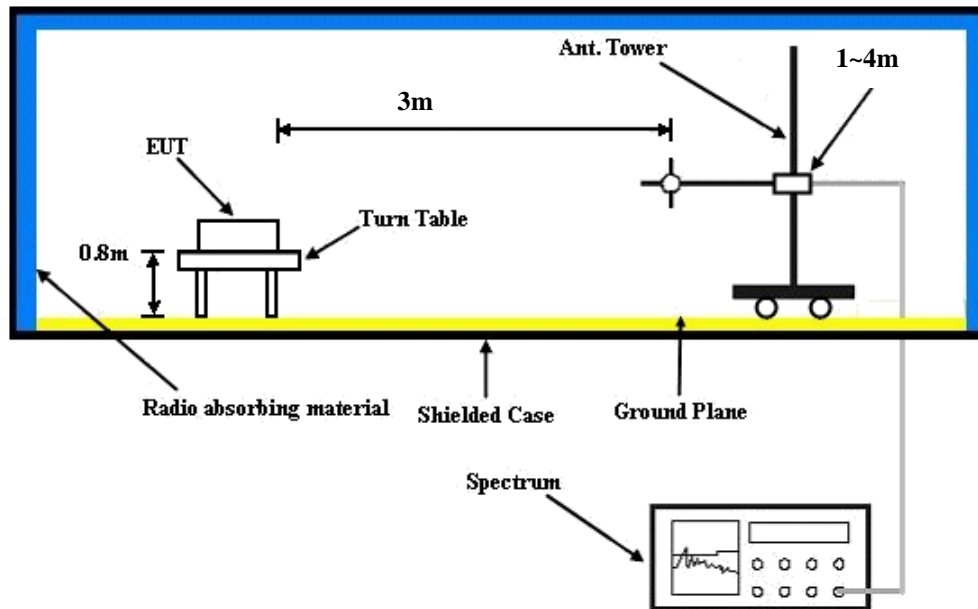 Ant. Tower
1~4m
3m
EUT
Turn Table
0.8m
Radio absorbing material
Shielded Case
Ground Plane
Spectrum